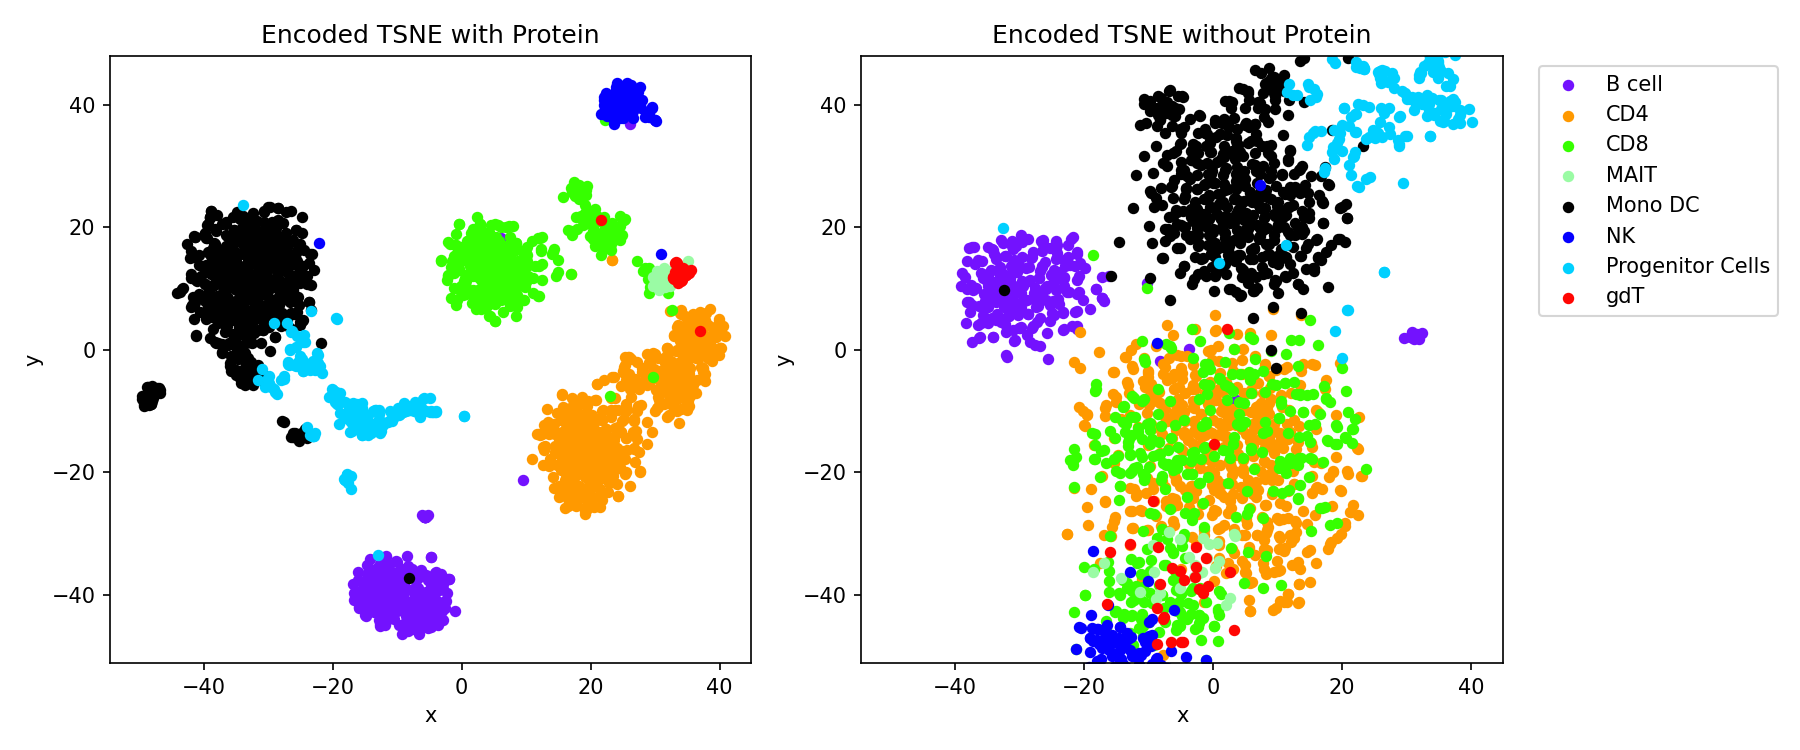 Encoded TSNE with Protein
Encoded TSNE without Protein
40
20
0
−20
−40
y
−40
−20
0
20
40
x
40
20
0
−20
−40
y
−40
−20
0
20
40
x
B cell
CD4
CD8
MAIT
Mono DC
NK
Progenitor Cells
gdT